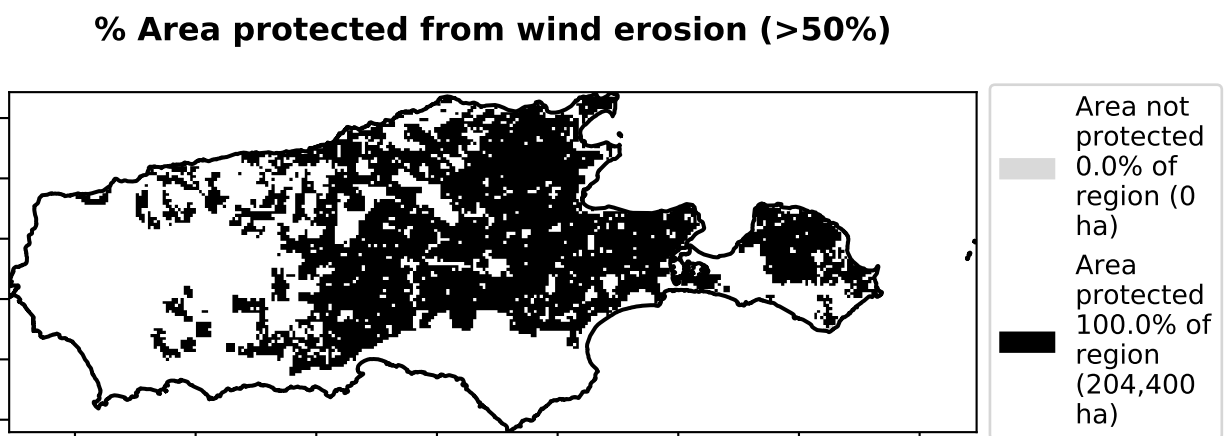 % Area protected from wind erosion (>50%)
Area not
protected
0.0% of
region (0
ha)
Area
protected
100.0% of
region
(204,400
ha)